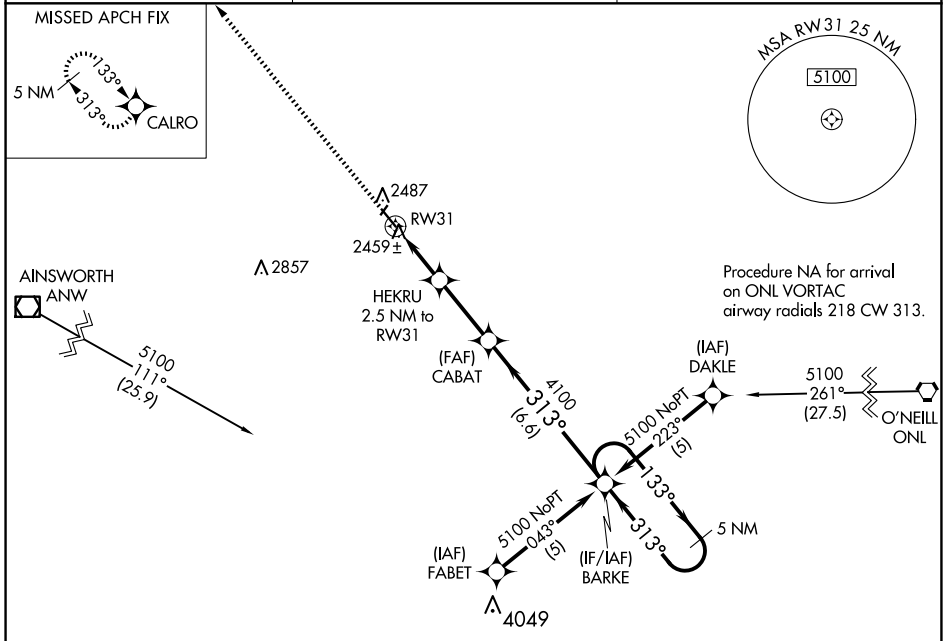 MISSED APCH FIX
5 NM
133°
313°
CALRO
MSA RW31 25 NM
5100
2487
RW31
2459±
2857
AINSWORTH
ANW
5100
111°
(25.9)
HEKRU
2.5 NM to
RW31
(FAF)
CABAT
4100
313°
(6.6)
Procedure NA for arrival
on ONL VORTAC
airway radials 218 CW 313.
(IAF)
DAKLE
5100
261°
(27.5)
O'NEILL
ONL
5100 NoPT
223°
(5)
133°
313°
5 NM
5100 NoPT
043°
(5)
(IAF)
FABET
(IF/IAF)
BARKE
4049